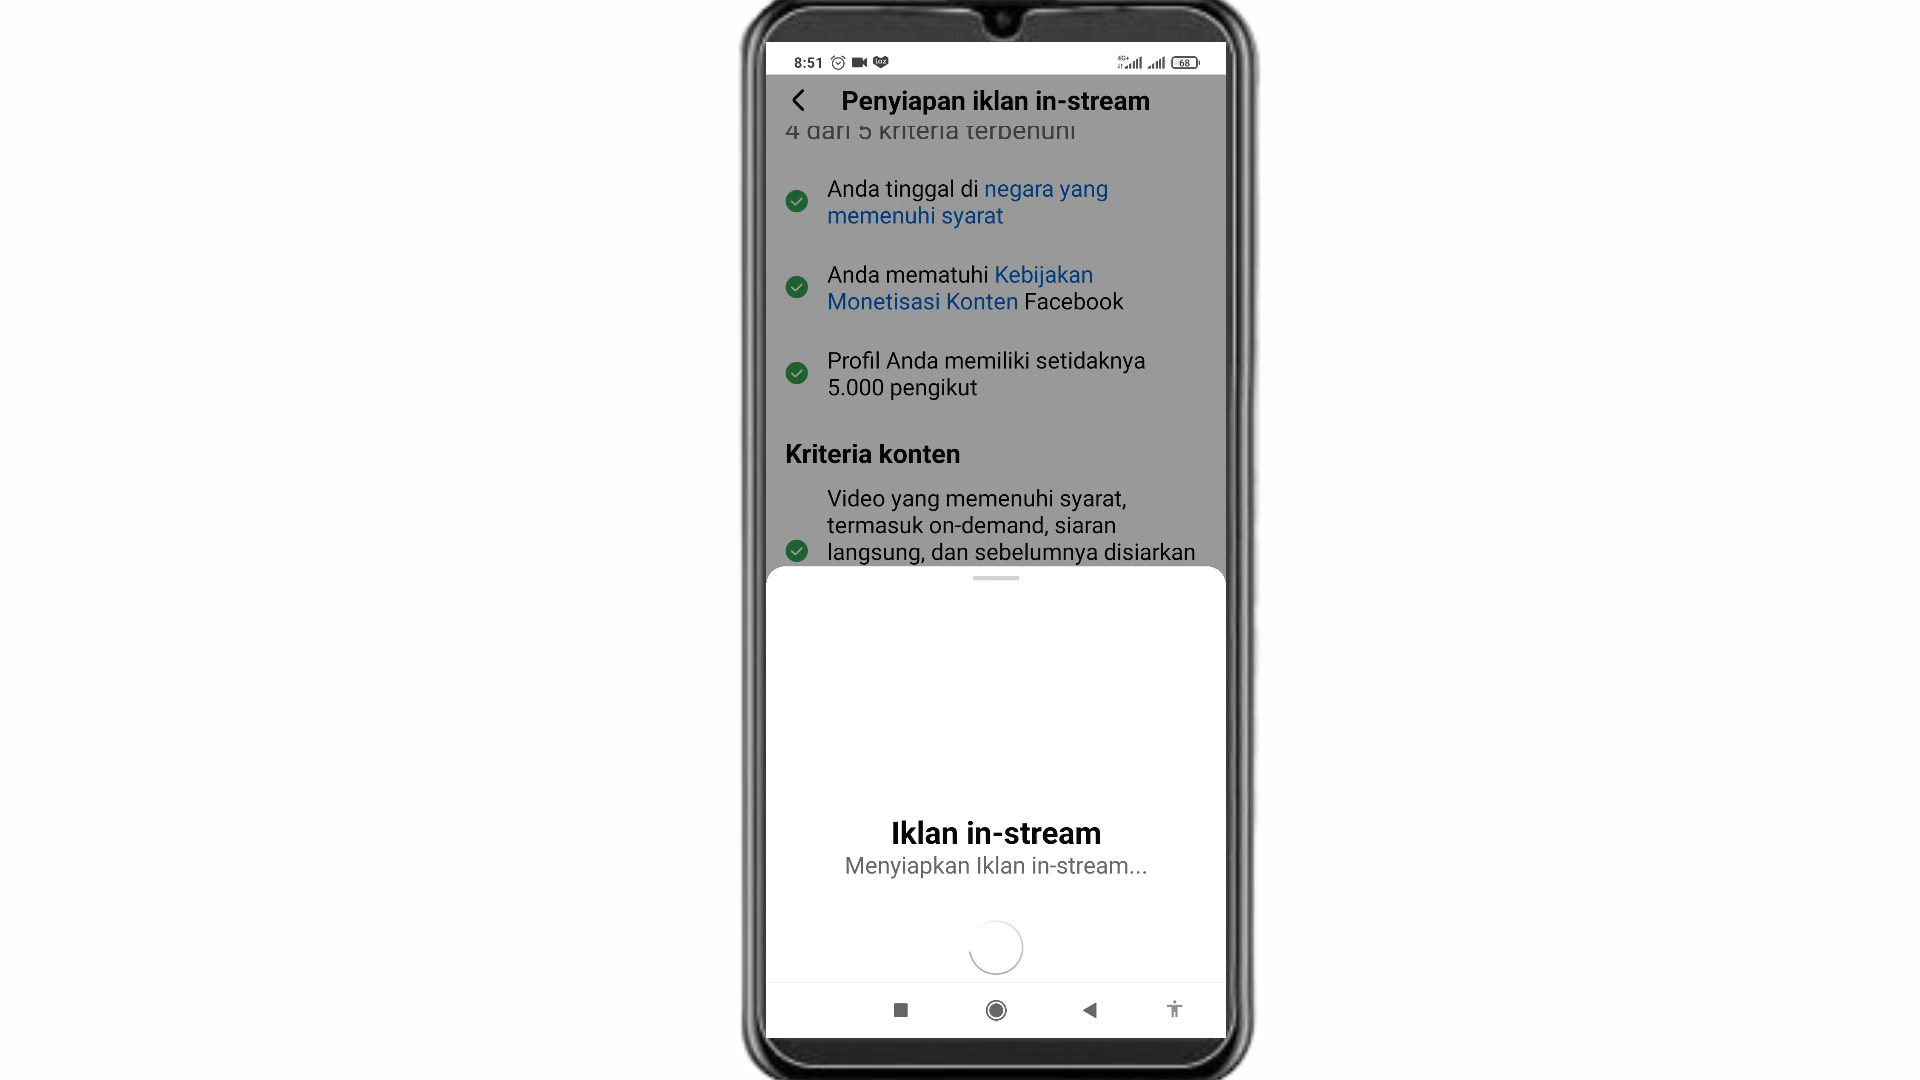 8:51
4G+
68
Penyiapan iklan in-stream
4 dari 5 kriteria terpenuhi
Anda tinggal di negara yang
memenuhi syarat
Anda mematuhi Kebijakan
Monetisasi Konten Facebook
Profil Anda memiliki setidaknya
5.000 pengikut
Kriteria konten
Video yang memenuhi syarat,
termasuk on-demand, siaran
langsung, dan sebelumnya disiarkan
Iklan in-stream
Menyiapkan Iklan in-stream...